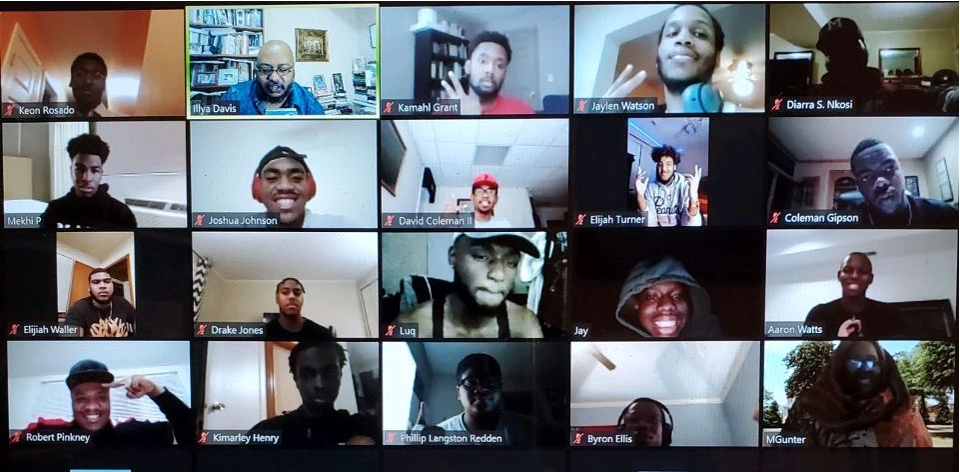 Keon Rosado
Illya Davis
Kamahl Grant
Jaylen Watson
Diarra S. Nkosi
Mekhi P
Joshua Johnson
David Coleman II
Elijah Turner
Coleman Gipson
Elijiah Waller
Drake Jones
Luq
Jay
Aaron Watts
Robert Pinkney
Kimarley Henry
Phillip Langston Redden
Byron Ellis
MGunter